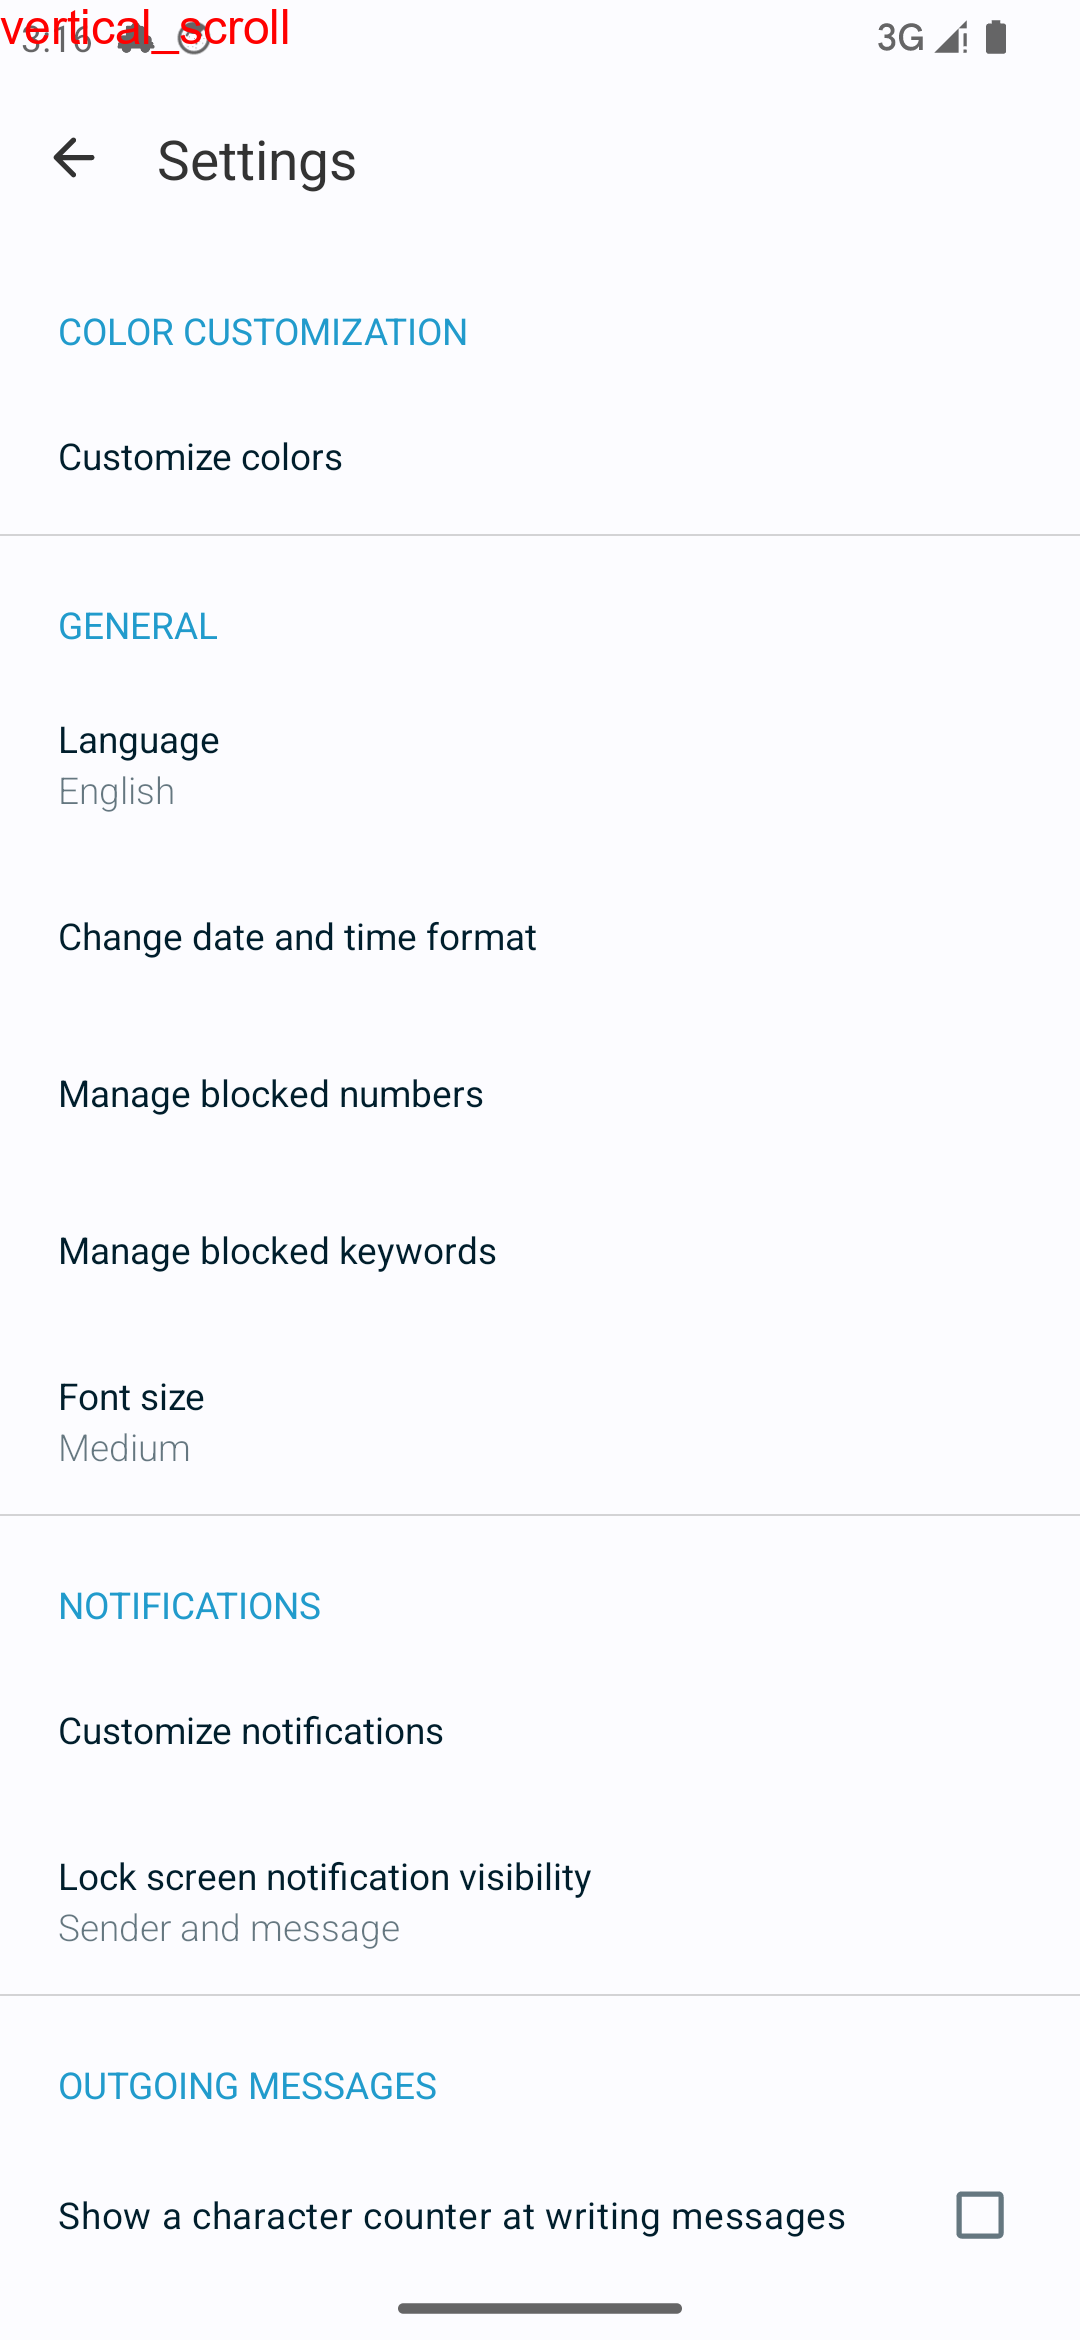 vertical_scroll
3:16
3G
Settings
COLOR CUSTOMIZATION
Customize colors
GENERAL
Language
English
Change date and time format
Manage blocked numbers
Manage blocked keywords
Font size
Medium
NOTIFICATIONS
Customize notifications
Lock screen notification visibility
Sender and message
OUTGOING MESSAGES
Show a character counter at writing messages